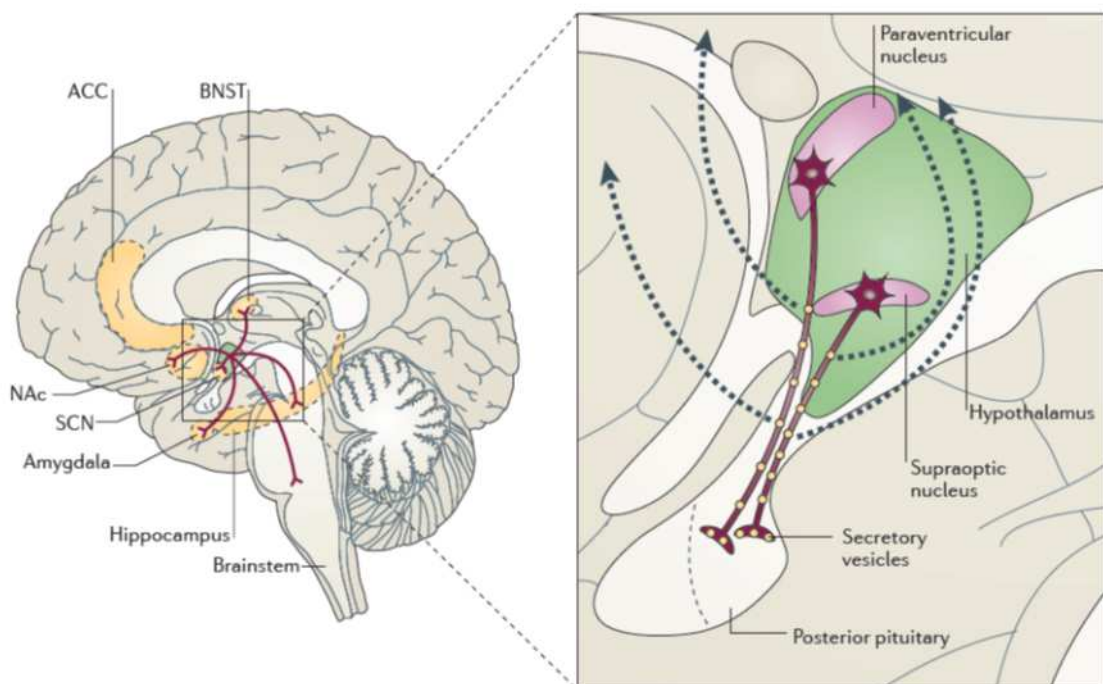 ACC
BNST
NAc
SCN
Amygdala
Hippocampus
Brainstem
Paraventricular
nucleus
Hypothalamus
Supraoptic
nucleus
Secretory
vesicles
Posterior pituitary